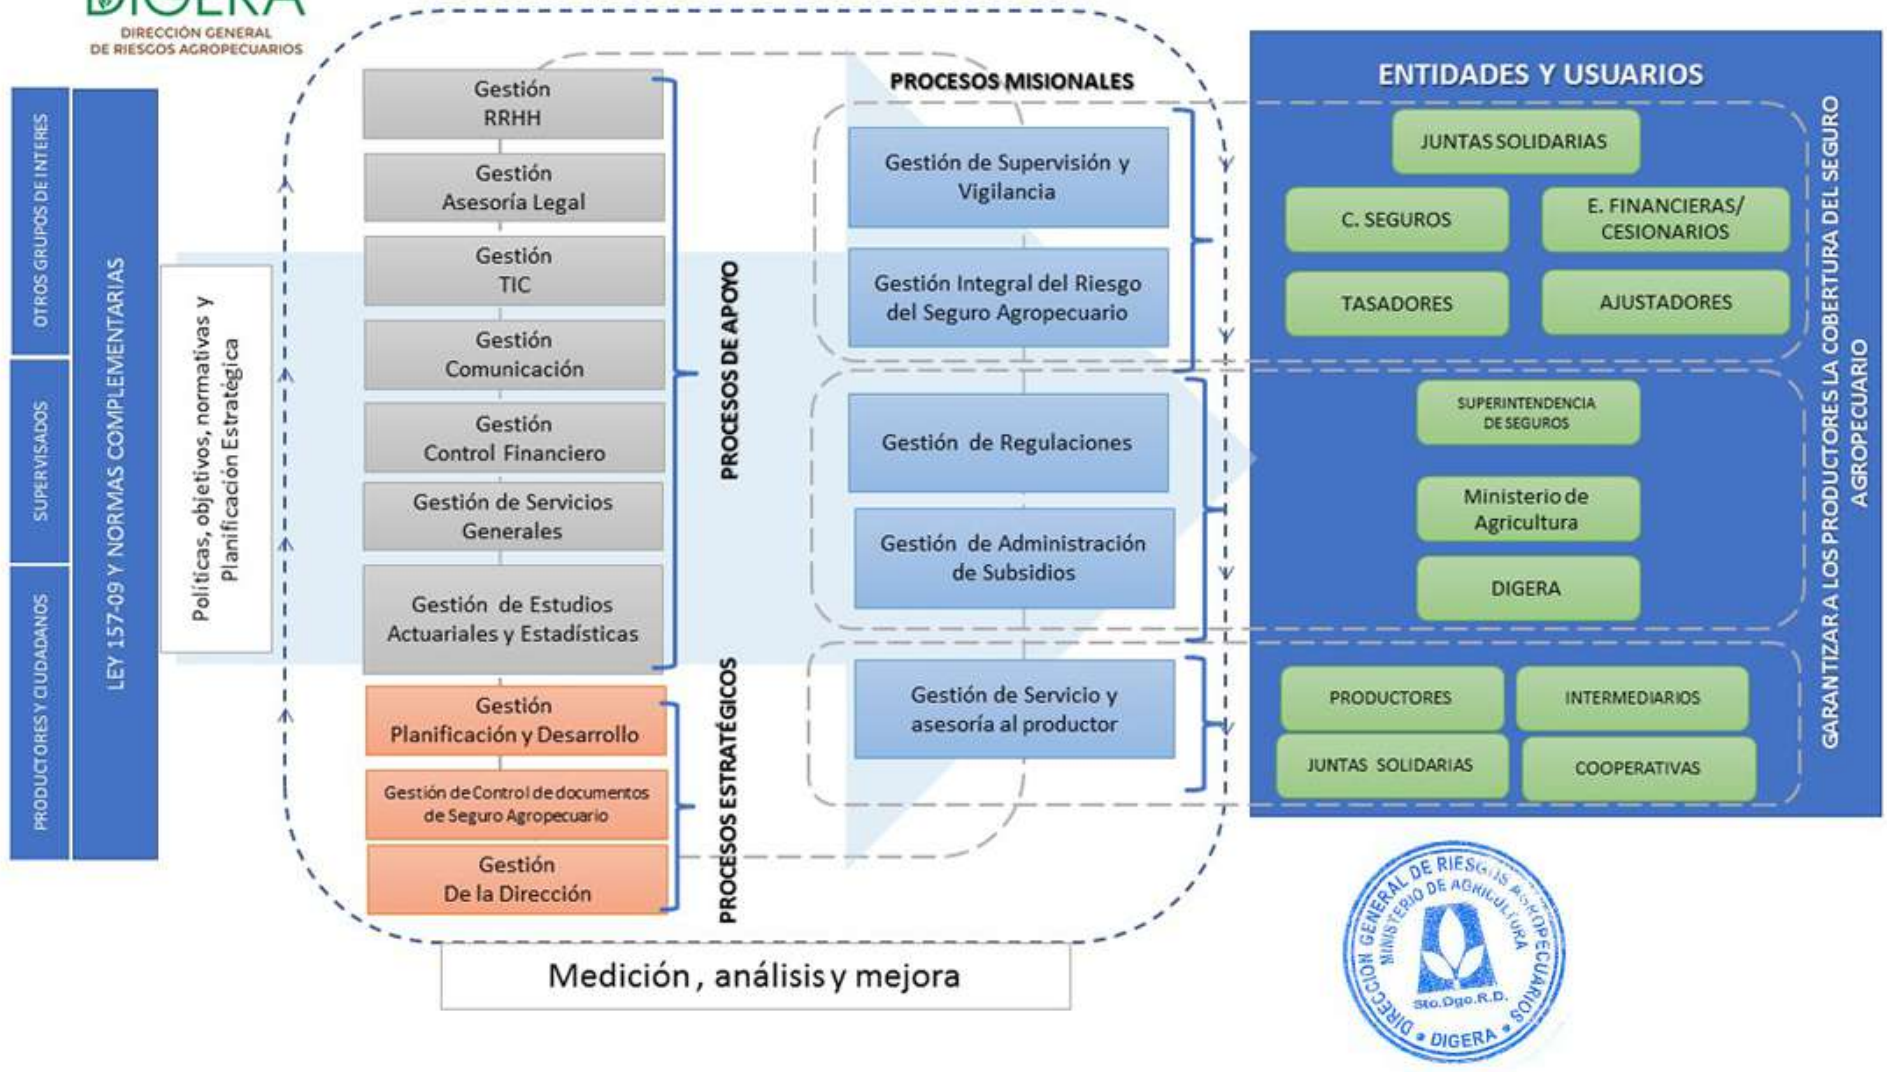 DIGERA
DIRECCIÓN GENERAL
DE RIESGOS AGROPECUARIOS
OTROS GRUPOS DE INTERES
SUPERVISADOS
PRODUCTORES Y CIUDADANOS
LEY 157-09 Y NORMAS COMPLEMENTARIAS
Políticas, objetivos, normativas y
Planificación Estratégica
Gestión
RRHH
Gestión
Asesoría Legal
Gestión
TIC
Gestión
Comunicación
Gestión
Control Financiero
Gestión de Servicios
Generales
Gestión de Estudios
Actuariales y Estadísticas
PROCESOS DE APOYO
Gestión
Planificación y Desarrollo
Gestión de Control de documentos
de Seguro Agropecuario
Gestión
De la Dirección
PROCESOS ESTRATÉGICOS
PROCESOS MISIONALES
Gestión de Supervisión y
Vigilancia
Gestión Integral del Riesgo
del Seguro Agropecuario
Gestión de Regulaciones
Gestión de Administración
de Subsidios
Gestión de Servicio y
asesoría al productor
ENTIDADES Y USUARIOS
JUNTAS SOLIDARIAS
C. SEGUROS
E. FINANCIERAS/
CESIONARIOS
TASADORES
AJUSTADORES
SUPERINTENDENCIA
DE SEGUROS
Ministerio de
Agricultura
DIGERA
PRODUCTORES
INTERMEDIARIOS
JUNTAS SOLIDARIAS
COOPERATIVAS
GARANTIZAR A LOS PRODUCTORES LA COBERTURA DEL SEGURO
AGROPECUARIO
Medición, análisis y mejora
DIRECCION GENERAL DE RIESGOS AGROPECUARIOS
MINISTERIO DE AGRICULTURA
Sto.Dgo.R.D.
DIGERA